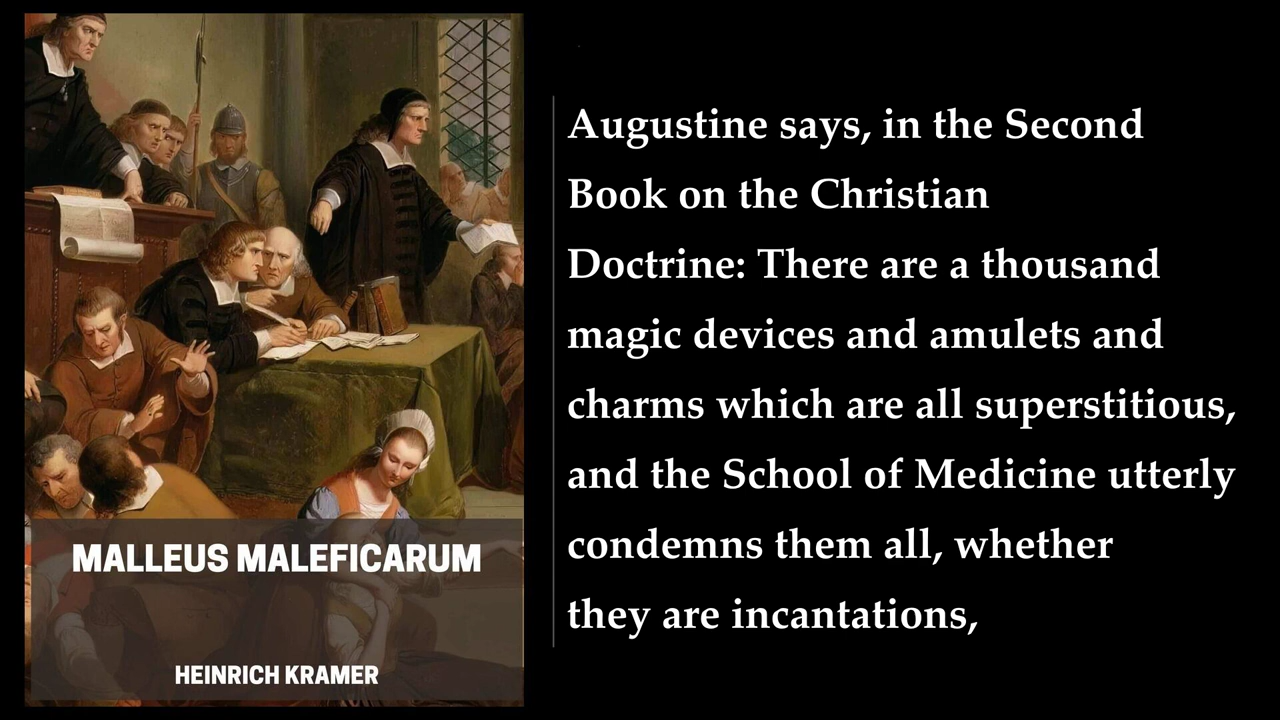 MALLEUS MALEFICARUM
HEINRICH KRAMER
Augustine says, in the Second
Book on the Christian
Doctrine: There are a thousand
magic devices and amulets and
charms which are all superstitious,
and the School of Medicine utterly
condemns them all, whether
they are incantations,